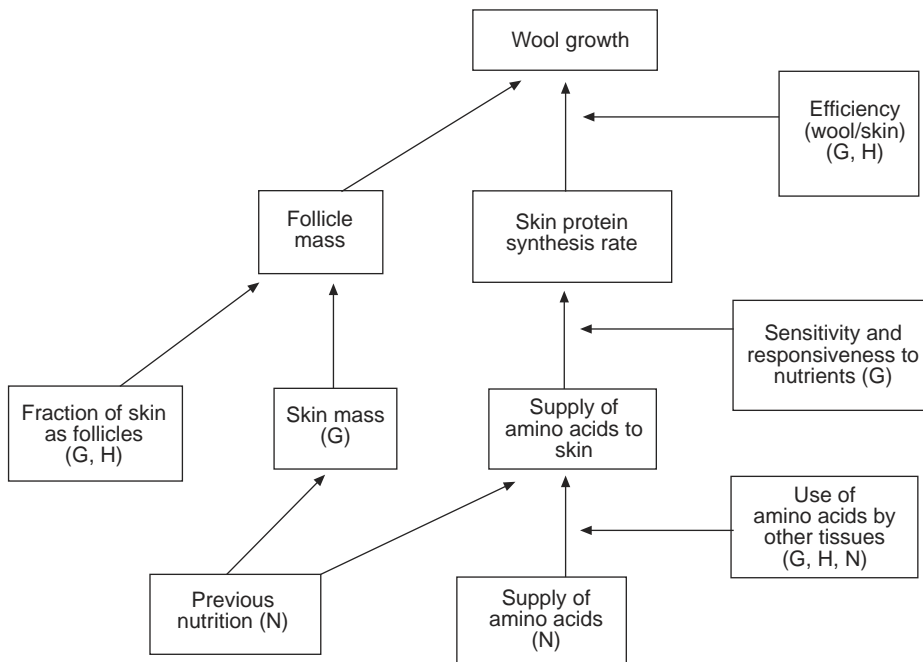 Wool growth
Efficiency
(wool/skin)
(G, H)
Follicle
mass
Skin protein
synthesis rate
Sensitivity and
responsiveness to
nutrients (G)
Fraction of skin
as follicles
(G, H)
Skin mass
(G)
Supply of
amino acids to
skin
Use of
amino acids by
other tissues
(G, H, N)
Previous
nutrition (N)
Supply of
amino acids
(N)